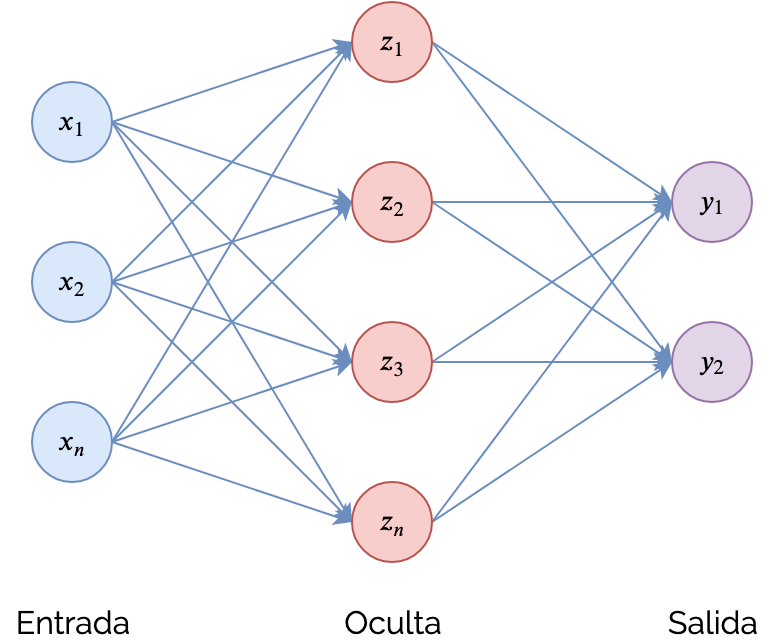 x₁
x₂
xₙ
z₁
z₂
z₃
zₙ
y₁
y₂
Entrada Oculta Salida